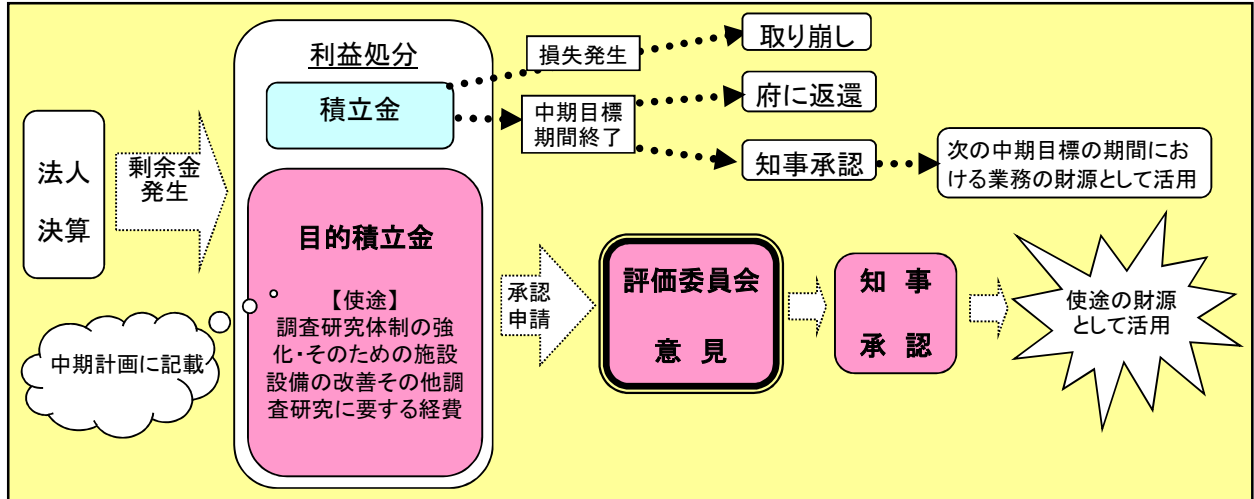 法人
決算
剰余金
発生
利益処分
積立金
損失発生
取り崩し
中期目標
期間終了
府に返還
知事承認
次の中期目標の期間にお
ける業務の財源として活用
目的積立金
【使途】
調査研究体制の強
化・そのための施設
設備の改善その他調
査研究に要する経費
中期計画に記載
承認
申請
評価委員会
意 見
知 事
承 認
使途の財源
として活用